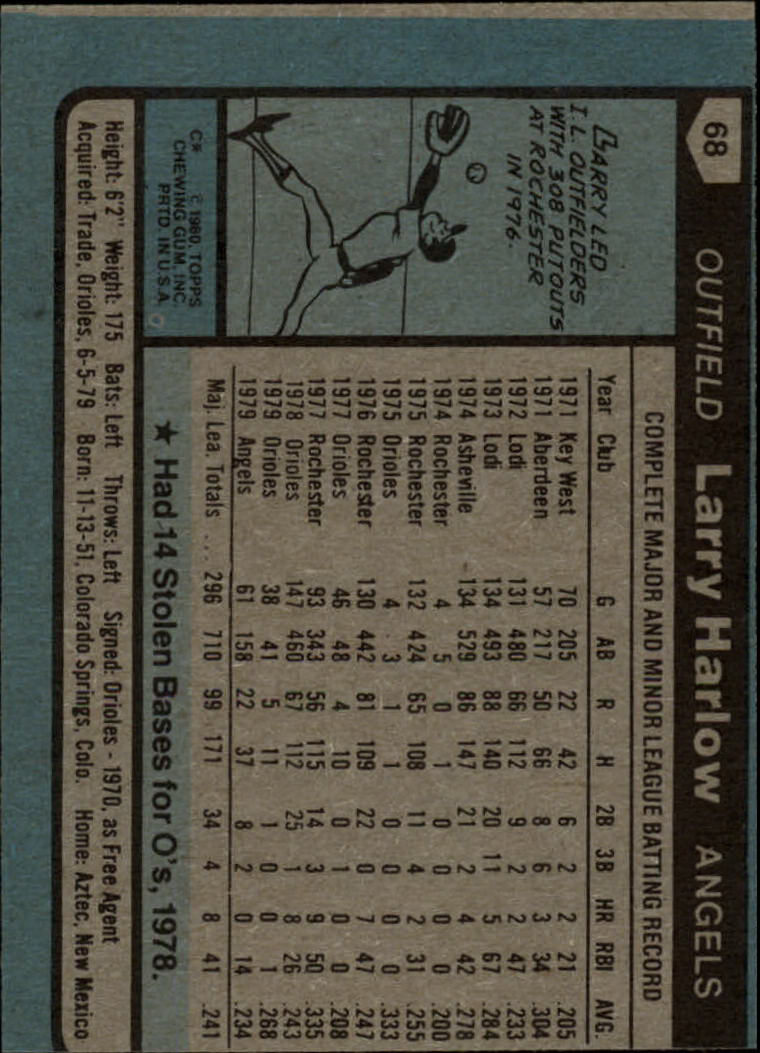 68
OUTFIELD Larry Harlow ANGELS
LARRY LED
I.L. OUTFIELDERS
WITH 308 PUTOUTS
AT ROCHESTER
IN 1976.
C* © 1980, TOPPS
CHEWING GUM, INC.
PRTD. IN U.S.A.
COMPLETE MAJOR AND MINOR LEAGUE BATTING RECORD
Year Club G AB R H 2B 3B HR RBI AVG.
1971 Key West 70 205 22 42 6 2 2 21 .205
1971 Aberdeen 57 217 50 66 8 6 3 34 .304
1972 Lodi 131 480 66 112 9 2 2 47 .233
1973 Lodi 134 493 88 140 20 11 5 67 .284
1974 Asheville 134 529 86 147 21 2 4 42 .278
1974 Rochester 4 5 0 1 0 0 0 0 .200
1975 Rochester 132 424 65 108 11 4 2 31 .255
1975 Orioles 4 3 1 1 0 0 0 0 .333
1976 Rochester 130 442 81 109 22 0 7 47 .247
1977 Orioles 46 48 4 10 0 1 0 0 .208
1977 Rochester 93 343 56 115 14 3 9 50 .335
1978 Orioles 147 460 67 112 25 1 8 26 .243
1979 Orioles 38 41 5 11 1 0 0 1 .268
1979 Angels 61 158 22 37 8 2 0 14 .234
Maj. Lea. Totals ... 296 710 99 171 34 4 8 41 .241
★ Had 14 Stolen Bases for O's, 1978.
Height: 6'2" Weight: 175 Bats: Left Throws: Left Signed: Orioles - 1970, as Free Agent
Acquired: Trade, Orioles, 6-5-79 Born: 11-13-51, Colorado Springs, Colo. Home: Aztec, New Mexico